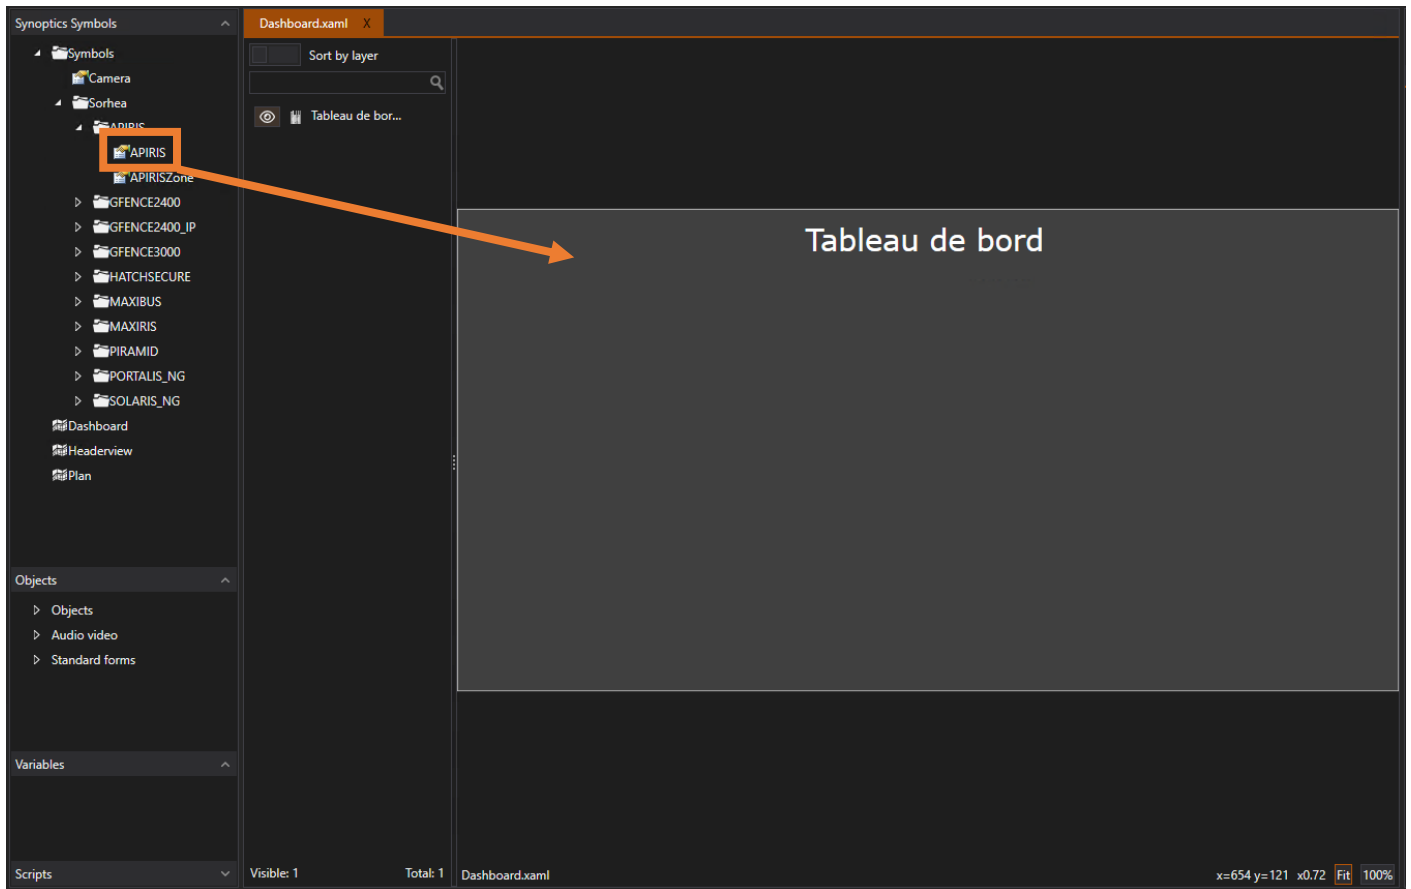 Synoptics Symbols
Symbols
Camera
Sorhea
APIRIS
APIRIS
APIRISZone
GFENCE2400
GFENCE2400_IP
GFENCE3000
HATCHSECURE
MAXIBUS
MAXIRIS
PIRAMID
PORTALIS_NG
SOLARIS_NG
Dashboard
Headerview
Plan
Objects
Objects
Audio video
Standard forms
Variables
Scripts
Dashboard.xaml X
Sort by layer
Tableau de bor...
Visible: 1 Total: 1
Tableau de bord
Dashboard.xaml x=654 y=121 x0.72 Fit 100%